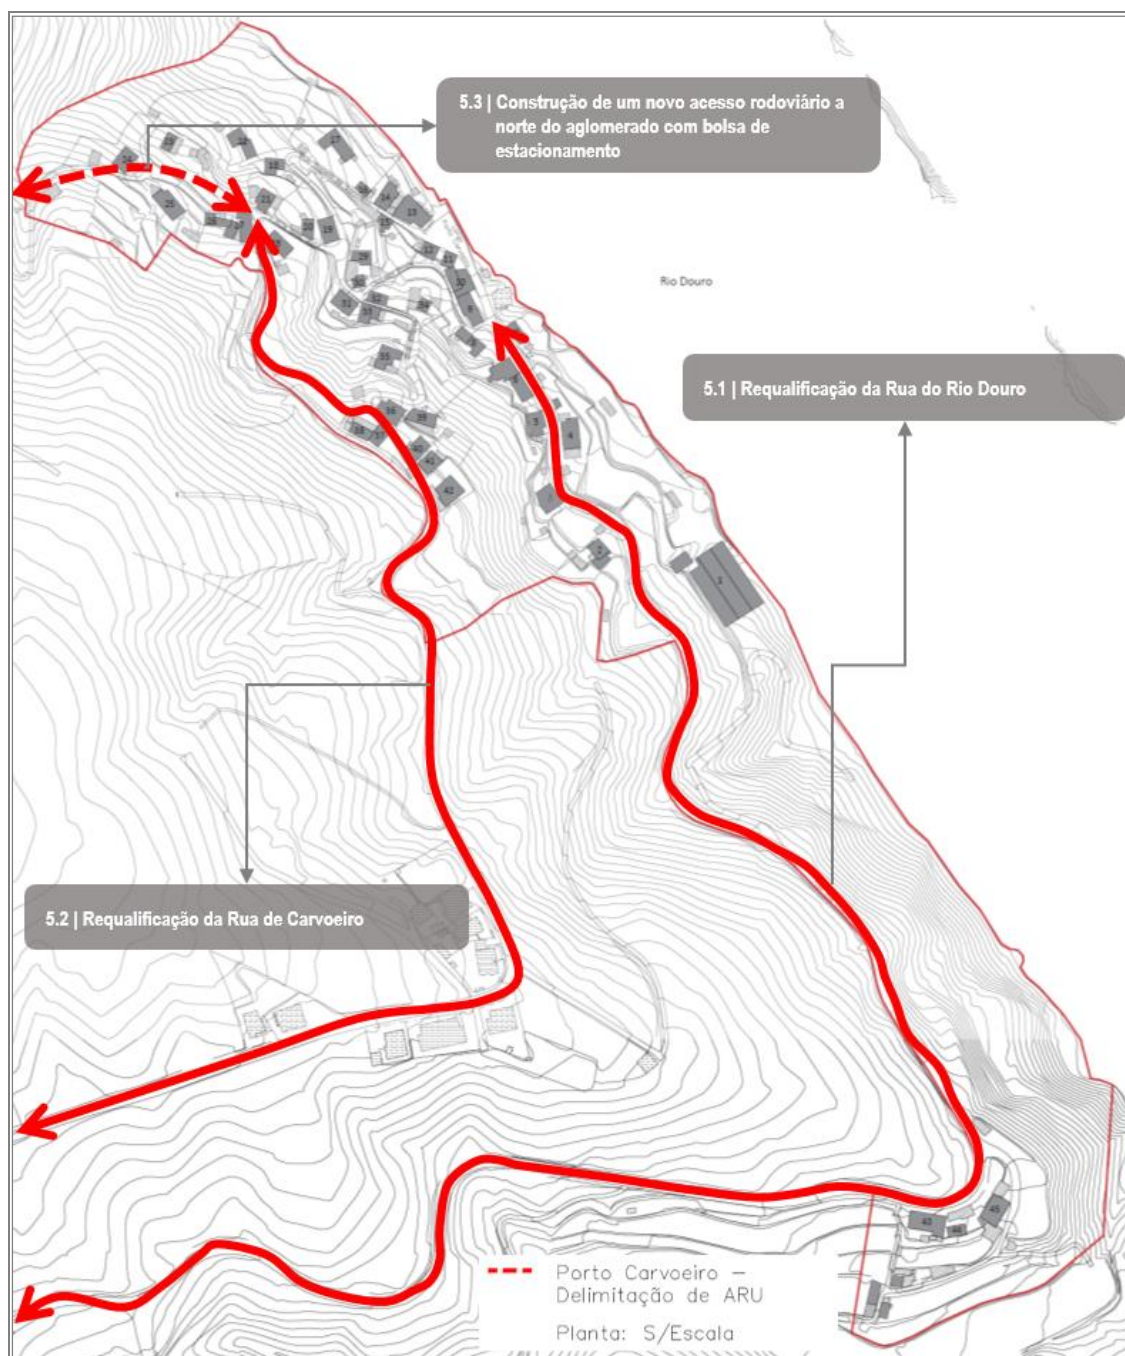 5.3 | Construção de um novo acesso rodoviário a
norte do aglomerado com bolsa de
estacionamento
Rio Douro
5.1 | Requalificação da Rua do Rio Douro
5.2 | Requalificação da Rua de Carvoeiro
Porto Carvoeiro –
Delimitação de ARU
Planta: S/Escala